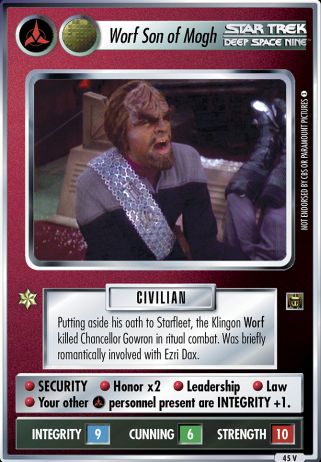 Worf Son of Mogh
STAR TREK
DEEP SPACE NINE
NOT ENDORSED BY CBS OR PARAMOUNT PICTURES
CIVILIAN
Putting aside his oath to Starfleet, the Klingon Worf
killed Chancellor Gowron in ritual combat. Was briefly
romantically involved with Ezri Dax.
SECURITY Honor x2 Leadership Law
Your other personnel present are INTEGRITY +1.
INTEGRITY 9 CUNNING 6 STRENGTH 10
45 V